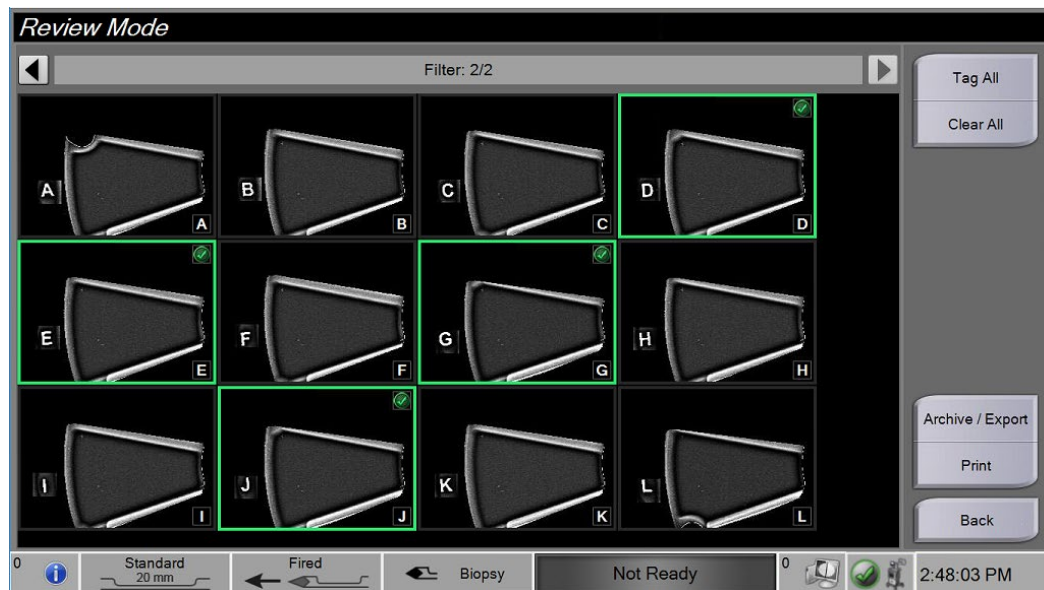 Review Mode
Filter: 2/2
Tag All
Clear All
A A
B B
C C
D D
E E
F F
G G
H H
I I
J J
K K
L L
Archive / Export
Print
Back
0
Standard
20 mm
Fired
Biopsy
Not Ready
0
2:48:03 PM